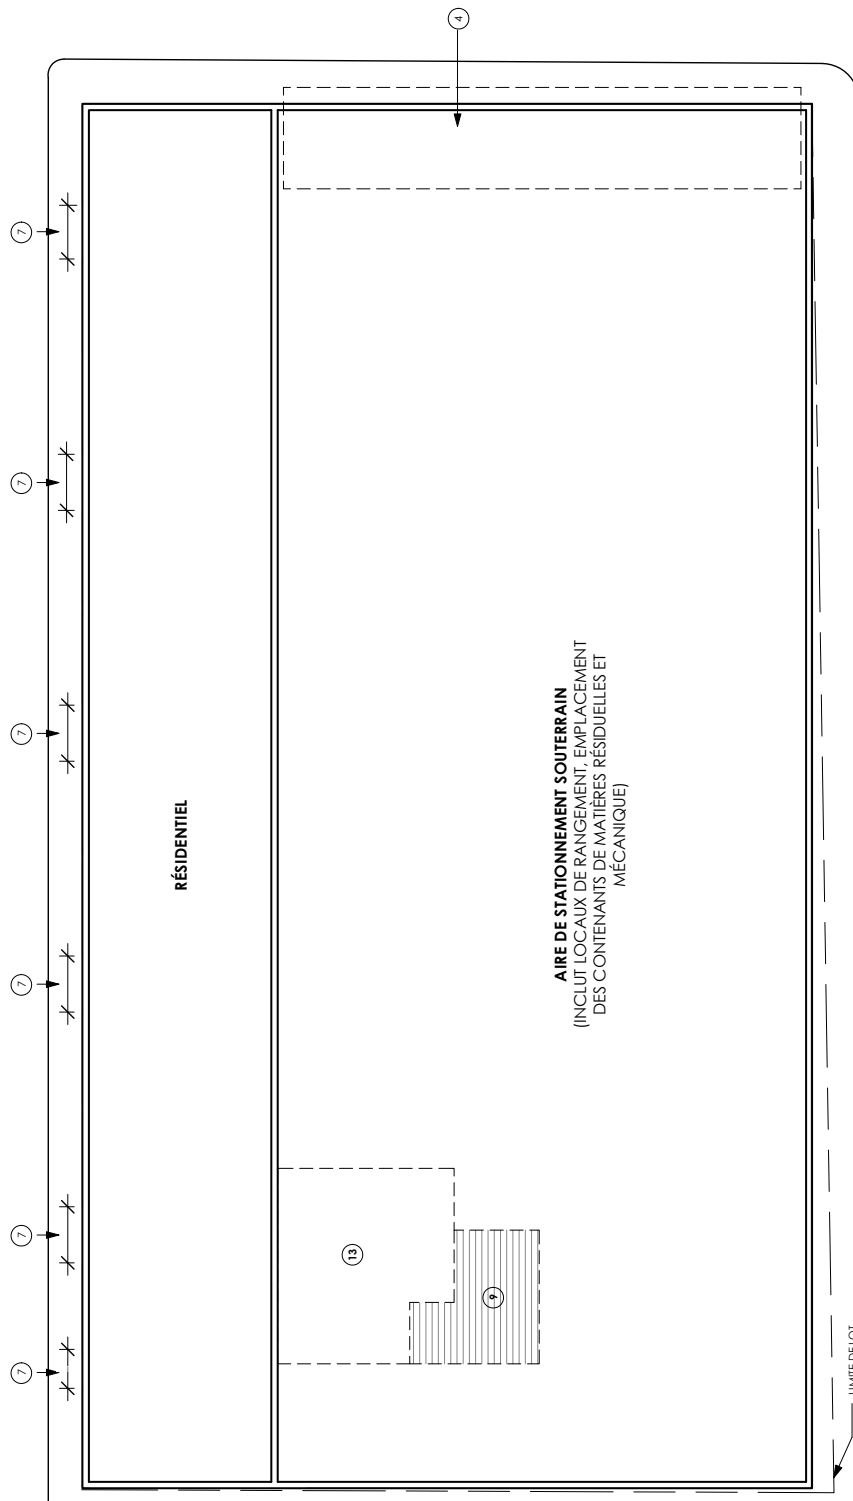 4
7
7
7
7
7
7
RÉSIDENTIEL
AIRE DE STATIONNEMENT SOUTERRAIN
(INCLUT LOCAUX DE RANGEMENT, EMPLACEMENT
DES CONTENANTS DE MATIÈRES RÉSIDUELLES ET
MÉCANIQUE)
13
9
LIMITE DE LOT